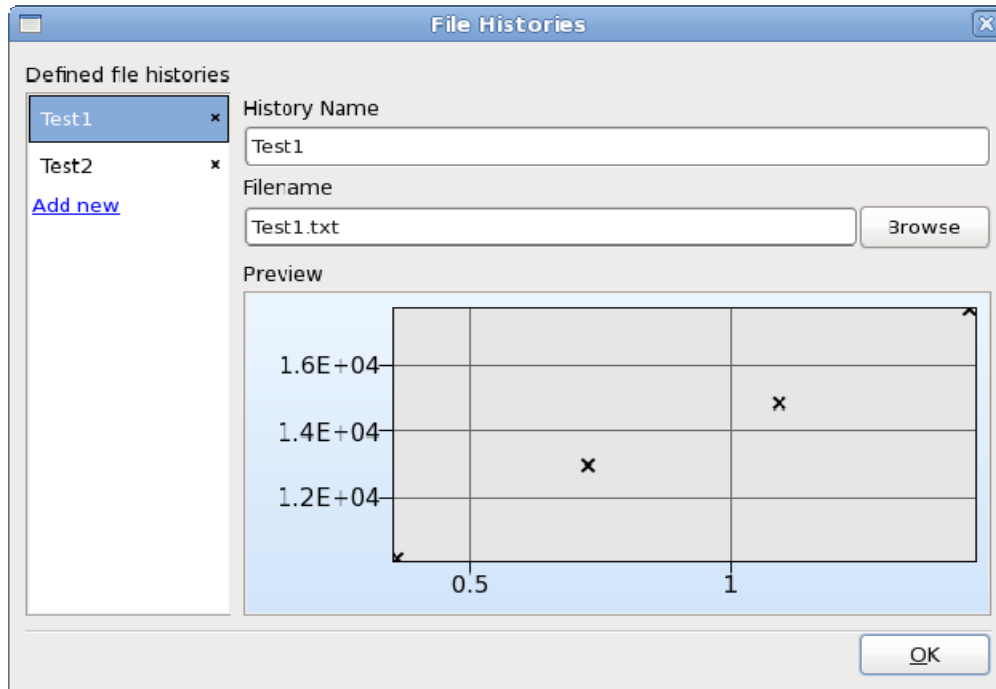 File Histories
Defined file histories
Test1
Test2
Add new
History Name
Test1
Filename
Test1.txt
Browse
Preview
1.6E+04
1.4E+04
1.2E+04
0.5 1
OK